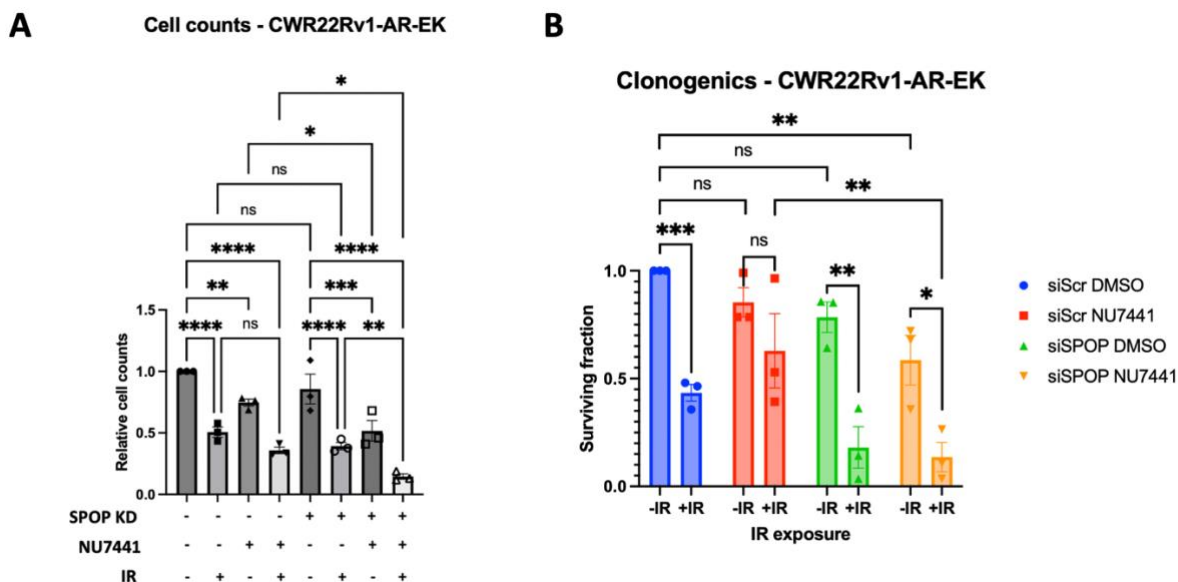 A
Cell counts - CWR22Rv1-AR-EK
*
*
ns
ns
**** ****
** ***
**** ns **** **
1.5
1.0
0.5
0.0
Relative cell counts
SPOP KD - - - - + + + +
NU7441 - - + + - - + +
IR - + - + - + - +
B
Clonogenics - CWR22Rv1-AR-EK
**
ns
ns **
*** ns ** *
1.0
0.5
0.0
Surviving fraction
-IR +IR -IR +IR -IR +IR -IR +IR
IR exposure
siScr DMSO
siScr NU7441
siSPOP DMSO
siSPOP NU7441